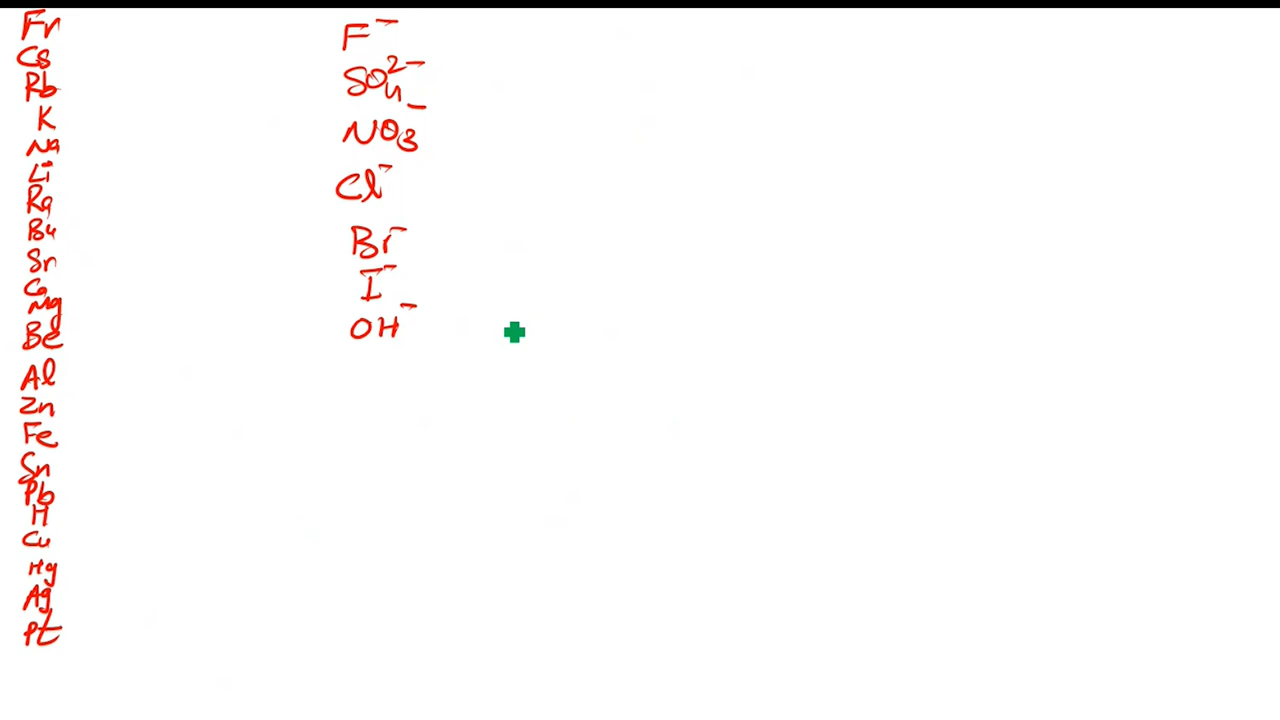 Fr
Cs
Rb
K
Na
Li
Ra
Ba
Sr
Ca
Mg
Be
Al
Zn
Fe
Sn
Pb
H
Cu
Hg
Ag
Pt
F⁻
SO₄²⁻
NO₃⁻
Cl⁻
Br⁻
I⁻
OH⁻